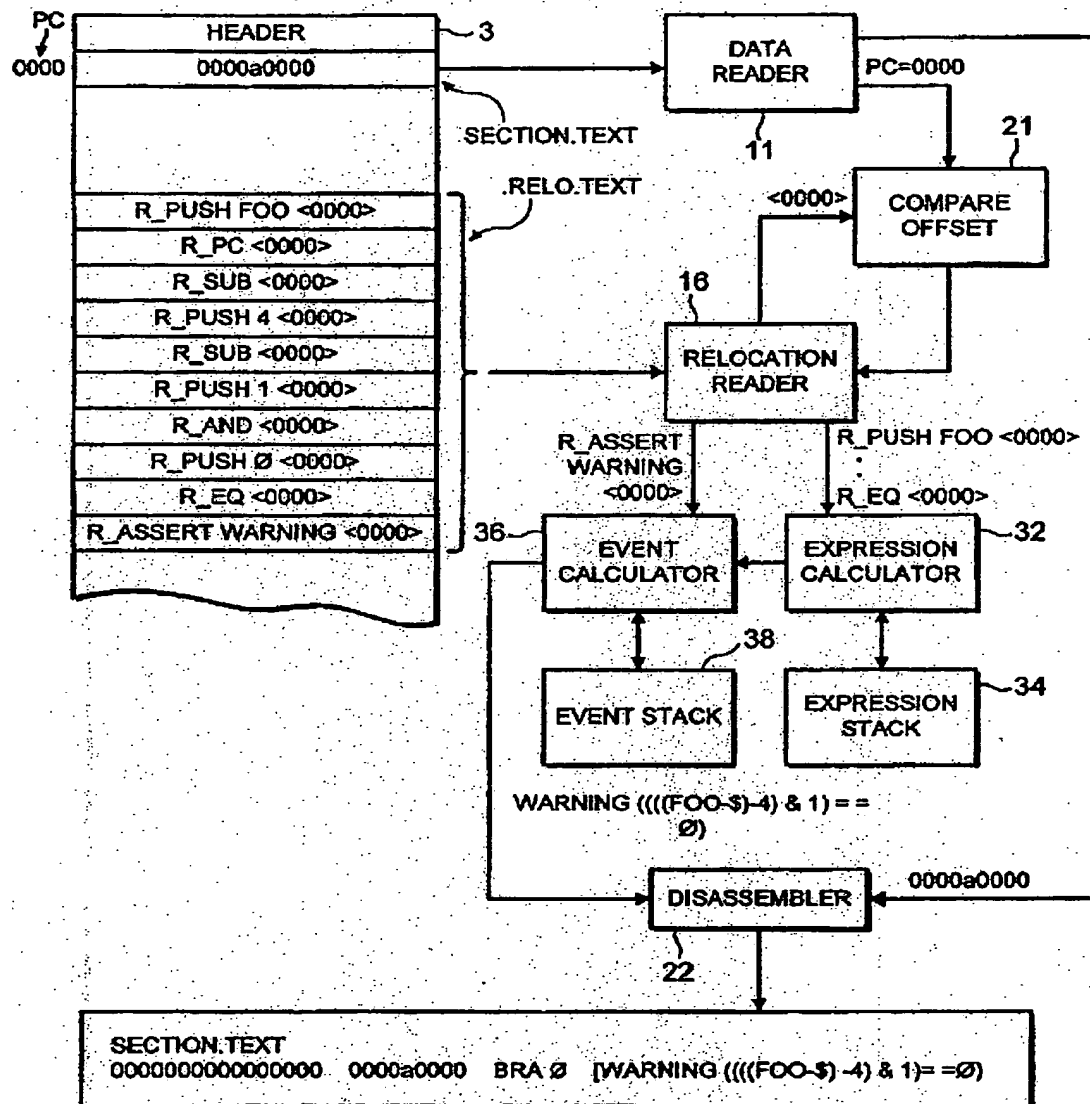 PC
0000
HEADER
3
0000a0000
SECTION.TEXT
.RELO.TEXT
R_PUSH FOO <0000>
R_PC <0000>
R_SUB <0000>
R_PUSH 4 <0000>
R_SUB <0000>
R_PUSH 1 <0000>
R_AND <0000>
R_PUSH Ø <0000>
R_EQ <0000>
R_ASSERT WARNING <0000>
DATA
READER
11
PC=0000
21
COMPARE
OFFSET
<0000>
16
RELOCATION
READER
R_ASSERT
WARNING
<0000>
R_PUSH FOO <0000>
R_EQ <0000>
36
EVENT
CALCULATOR
32
EXPRESSION
CALCULATOR
38
EVENT STACK
34
EXPRESSION
STACK
WARNING ((((FOO-$)-4) & 1) = =
Ø)
DISASSEMBLER
22
0000a0000
SECTION.TEXT
0000000000000000 0000a0000 BRA Ø [WARNING ((((FOO-$) -4) & 1)= =Ø)